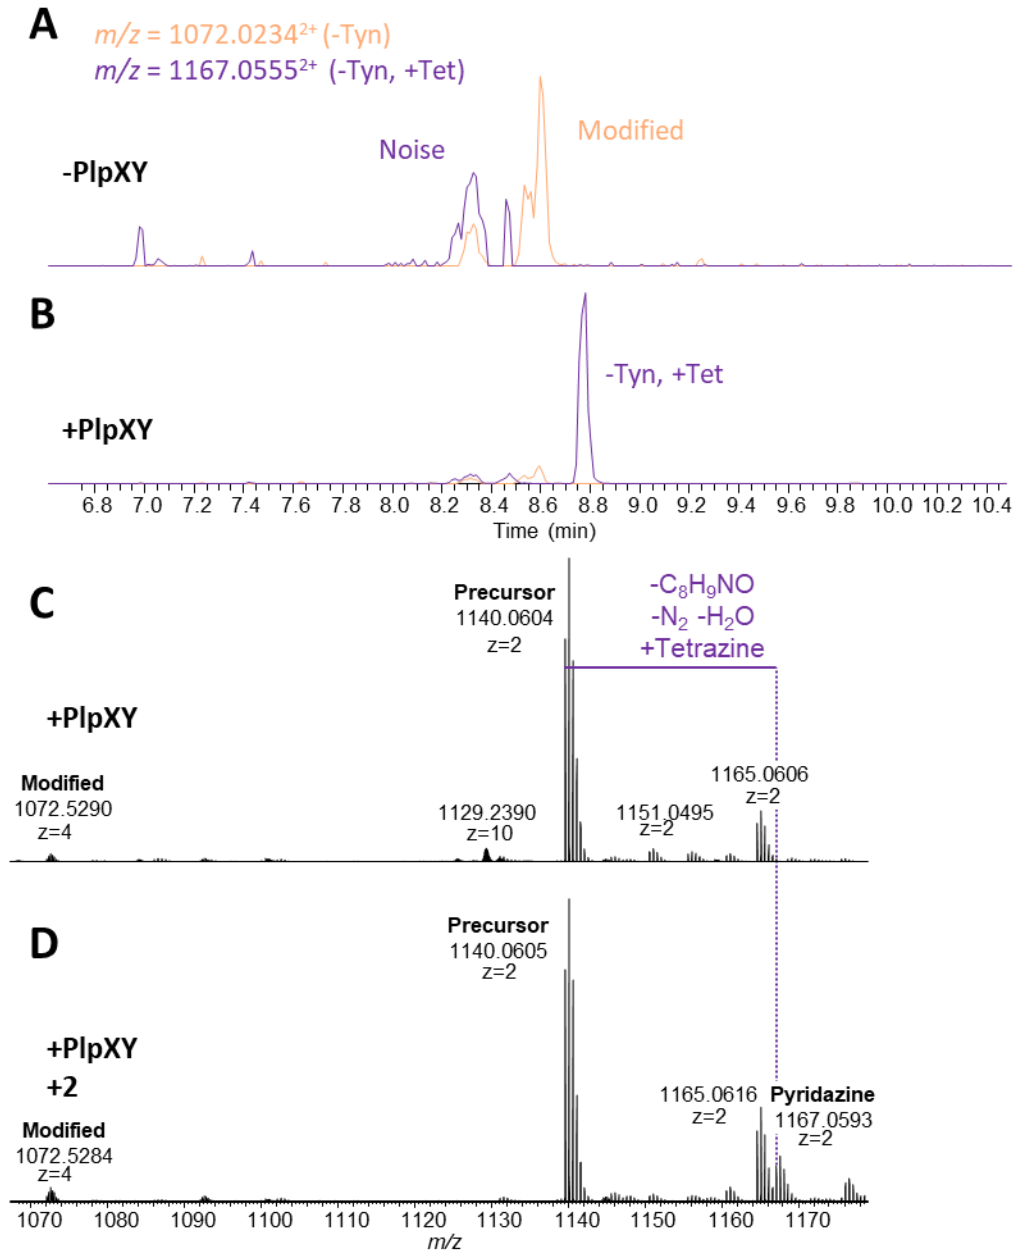 A
m/z = 1072.0234²⁺ (-Tyn)
m/z = 1167.0555²⁺ (-Tyn, +Tet)
Noise
Modified
-PlpXY
B
-Tyn, +Tet
+PlpXY
6.8 7.0 7.2 7.4 7.6 7.8 8.0 8.2 8.4 8.6 8.8 9.0 9.2 9.4 9.6 9.8 10.0 10.2 10.4
Time (min)
C
Precursor
1140.0604
z=2
-C₈H₉NO
-N₂ -H₂O
+Tetrazine
+PlpXY
Modified
1072.5290
z=4
1129.2390
z=10
1151.0495
z=2
1165.0606
z=2
D
Precursor
1140.0605
z=2
+PlpXY
+2
Modified
1072.5284
z=4
1165.0616
z=2
Pyridazine
1167.0593
z=2
1070 1080 1090 1100 1110 1120 1130 1140 1150 1160 1170
m/z